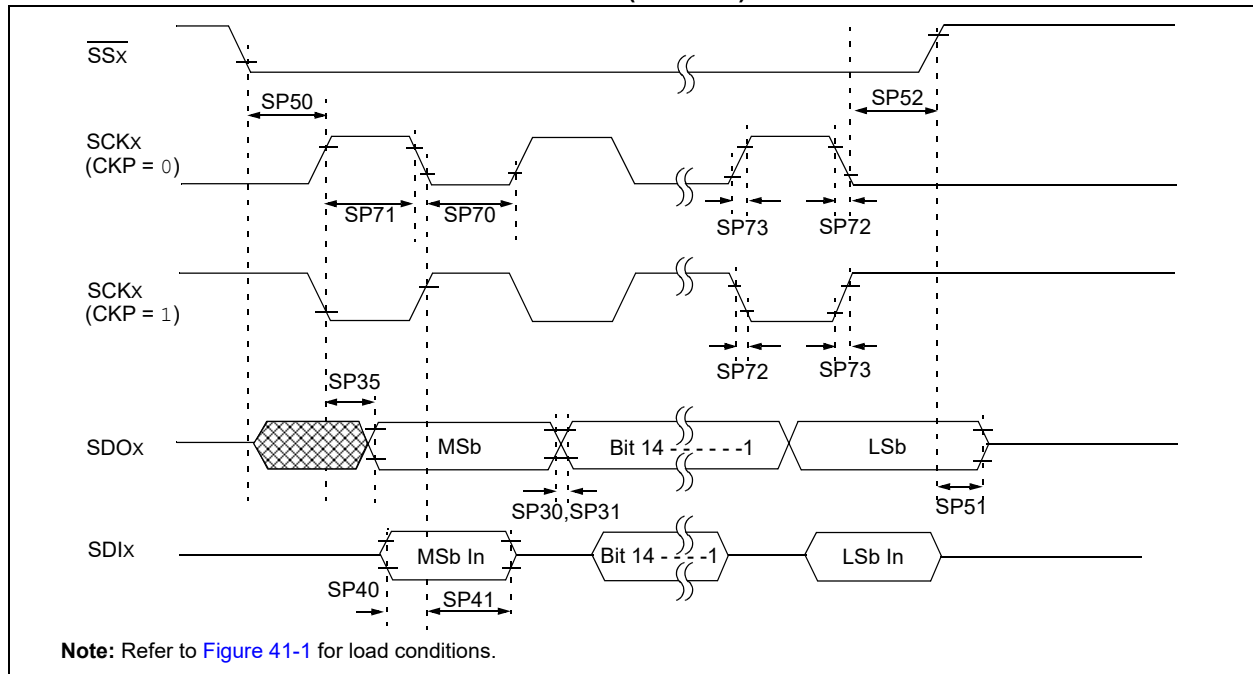 SSX
SP50
SP52
SCKX
(CKP = 0)
SP71
SP70
SP73
SP72
SCKX
(CKP = 1)
SP72
SP73
SP35
SDOX
MSb
Bit 14 - - - - - -1
LSb
SP30,SP31
SP51
SDIX
MSb In
Bit 14 - - - -1
LSb In
SP40
SP41
Note: Refer to Figure 41-1 for load conditions.